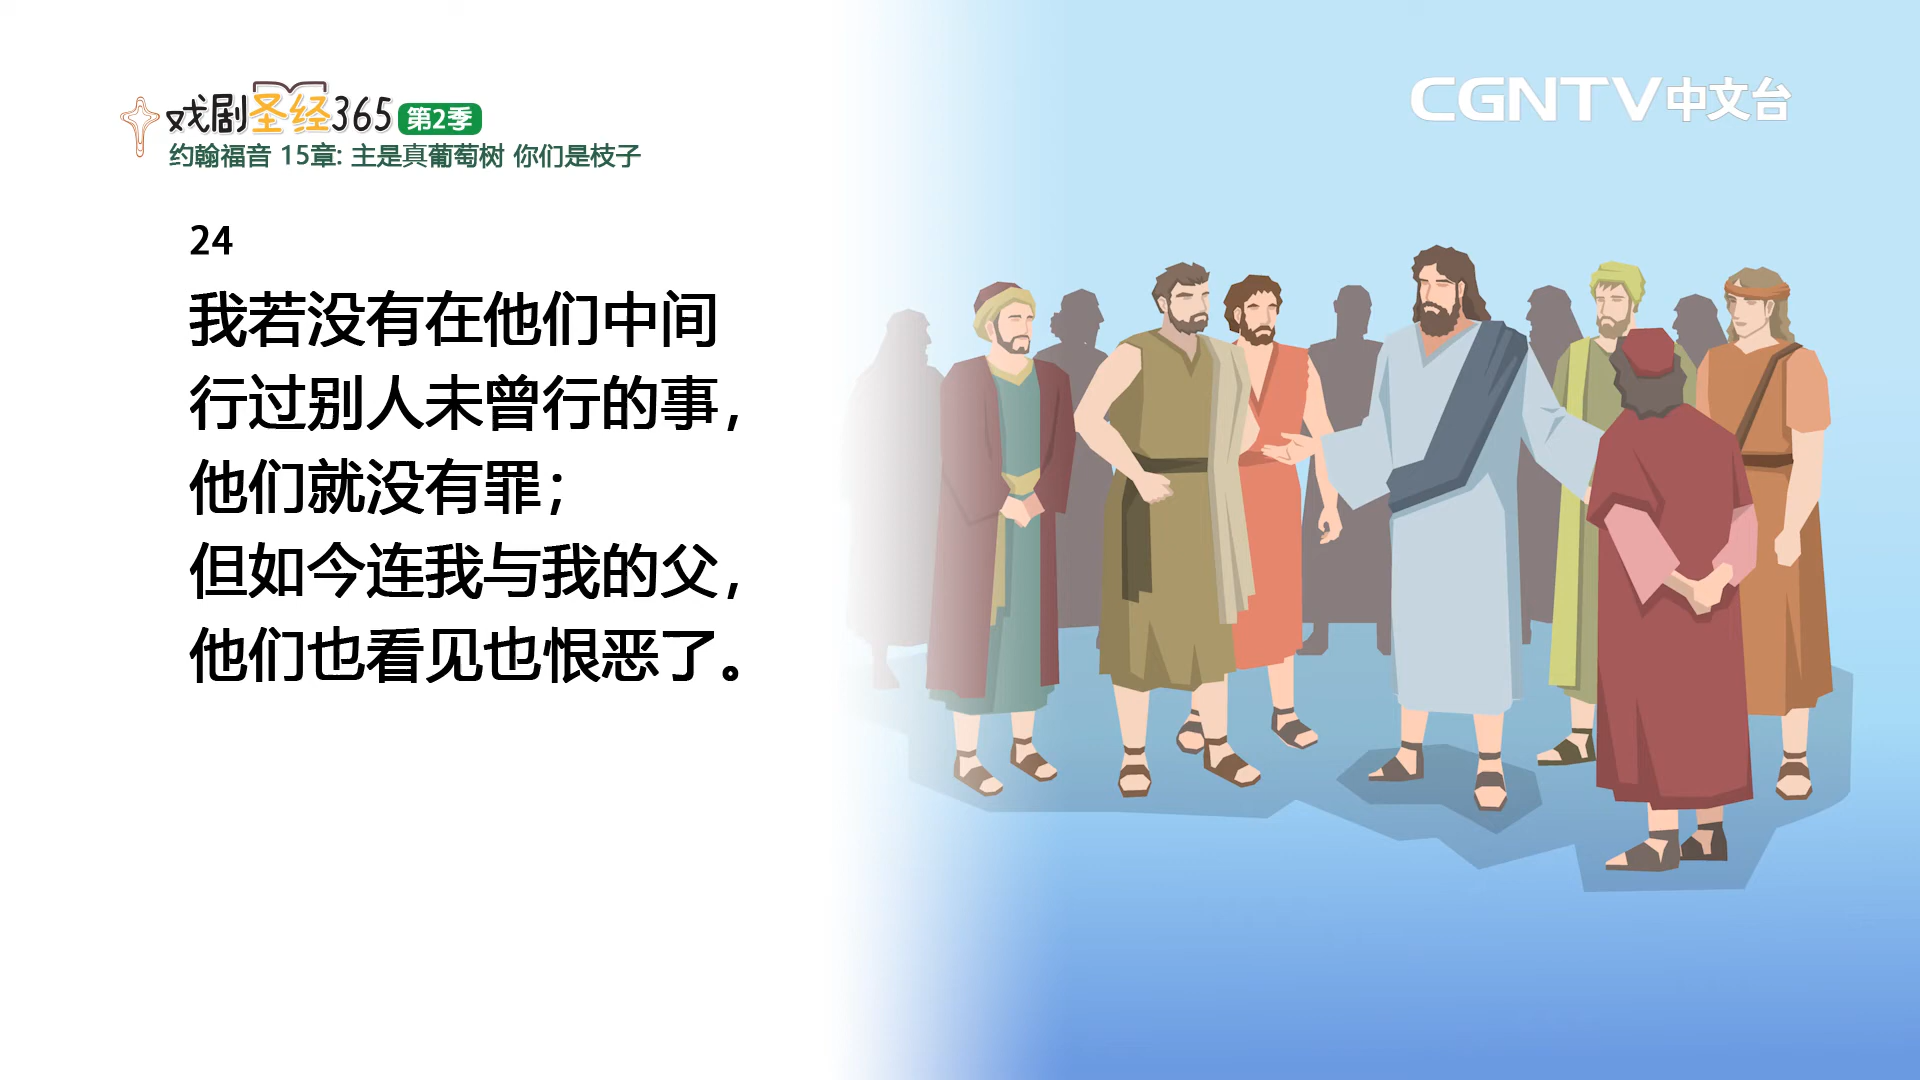 戏剧圣经365 第2季
CGNTV中文台
约翰福音 15章: 主是真葡萄树 你们是枝子
24
我若没有在他们中间
行过别人未曾行的事，
他们就没有罪；
但如今连我与我的父，
他们也看见也恨恶了。